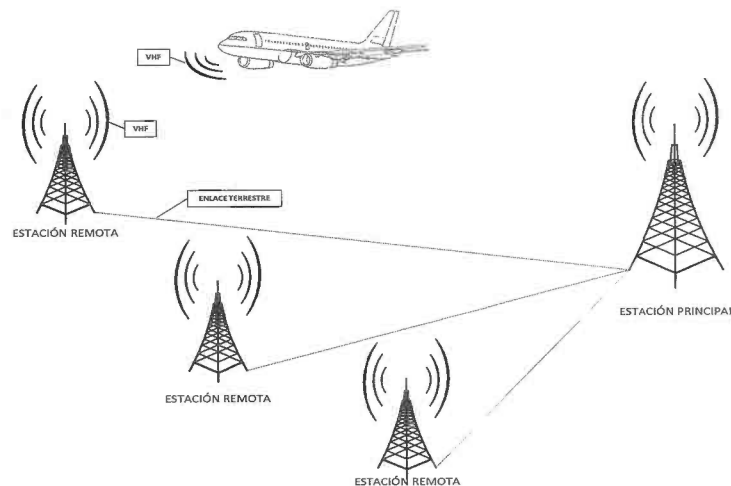 VHF
VHF
ENLACE TERRESTRE
ESTACIÓN REMOTA
ESTACIÓN PRINCIPAL
ESTACIÓN REMOTA
ESTACIÓN REMOTA